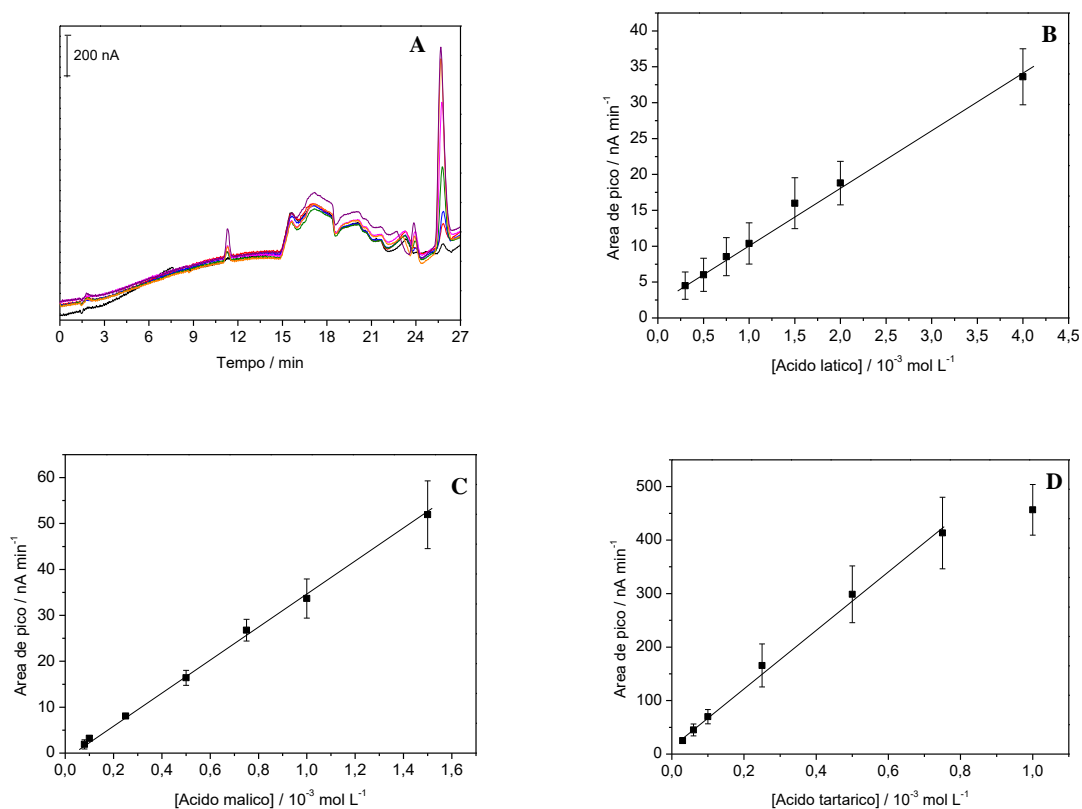 A
200 nA
0 3 6 9 12 15 18 21 24 27
Tempo / min
B
40
35
30
25
20
15
10
5
0
Area de pico / nA min⁻¹
0,0 0,5 1,0 1,5 2,0 2,5 3,0 3,5 4,0 4,5
[Acido latico] / 10⁻³ mol L⁻¹
C
60
50
40
30
20
10
0
Area de pico / nA min⁻¹
0,0 0,2 0,4 0,6 0,8 1,0 1,2 1,4 1,6
[Acido malico] / 10⁻³ mol L⁻¹
D
500
400
300
200
100
0
Area de pico / nA min⁻¹
0,0 0,2 0,4 0,6 0,8 1,0
[Acido tartarico] / 10⁻³ mol L⁻¹